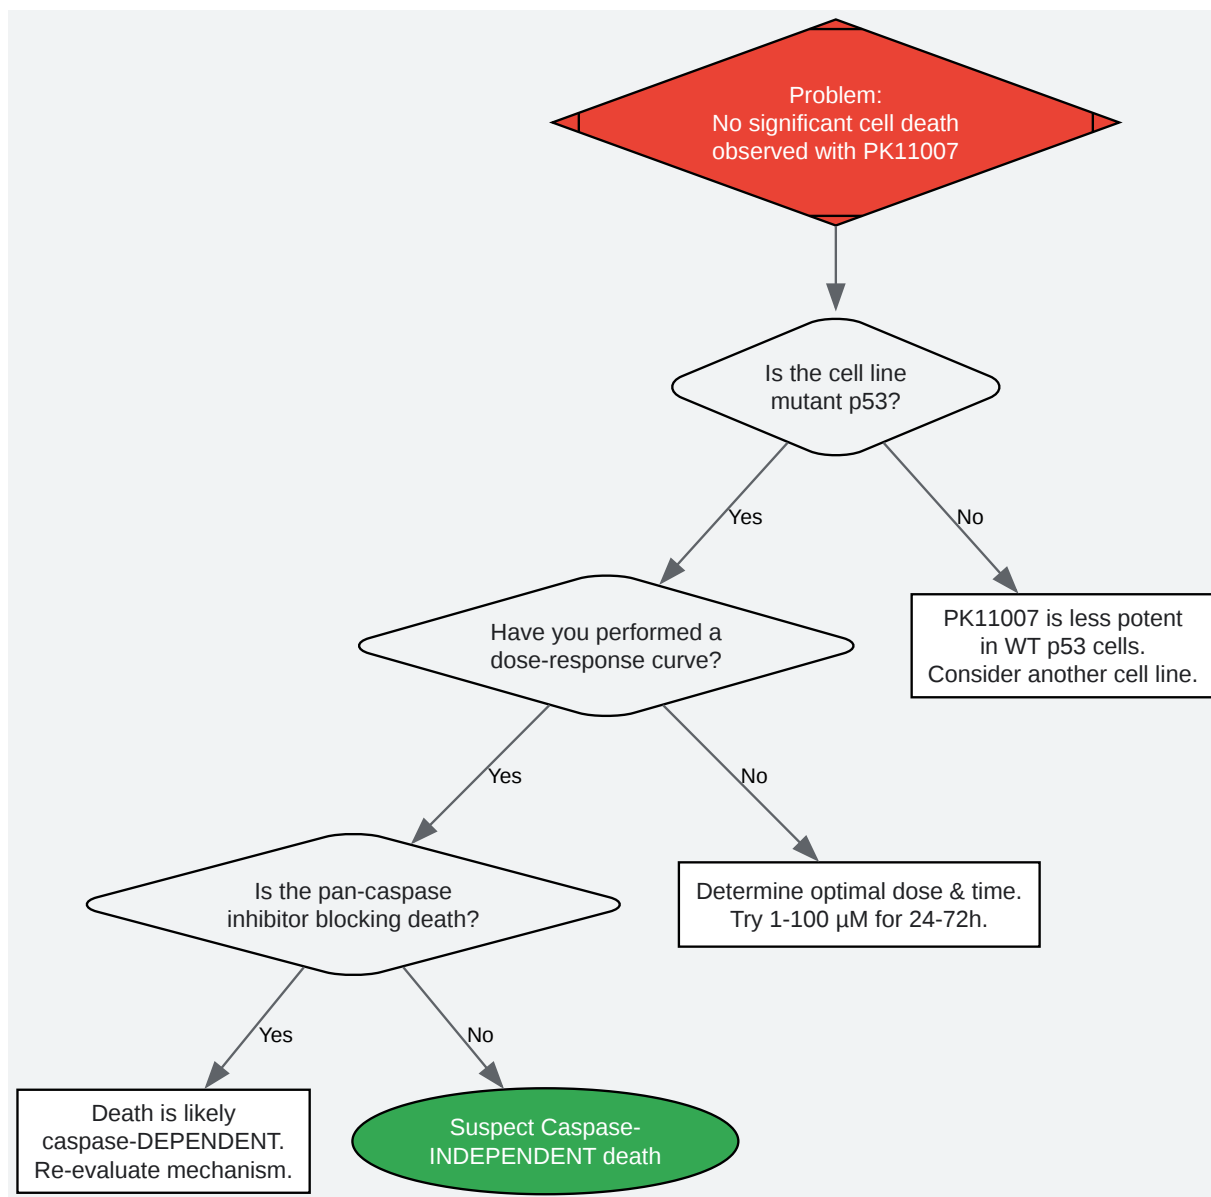 Problem:
No significant cell death
observed with PK11007
Is the cell line
mutant p53?
Yes
No
Have you performed a
dose-response curve?
PK11007 is less potent
in WT p53 cells.
Consider another cell line.
Yes
No
Is the pan-caspase
inhibitor blocking death?
Determine optimal dose & time.
Try 1-100 µM for 24-72h.
Yes
No
Death is likely
caspase-DEPENDENT.
Re-evaluate mechanism.
Suspect Caspase-
INDEPENDENT death